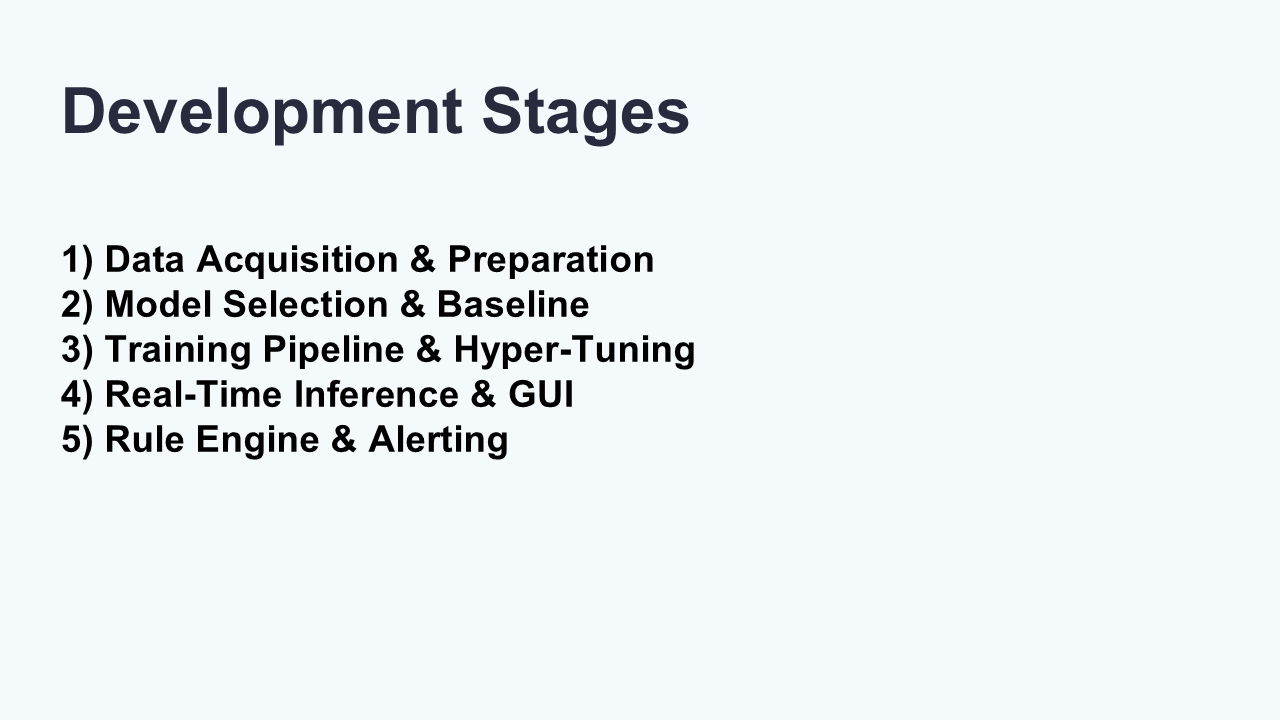 Development Stages
1) Data Acquisition & Preparation
2) Model Selection & Baseline
3) Training Pipeline & Hyper-Tuning
4) Real-Time Inference & GUI
5) Rule Engine & Alerting